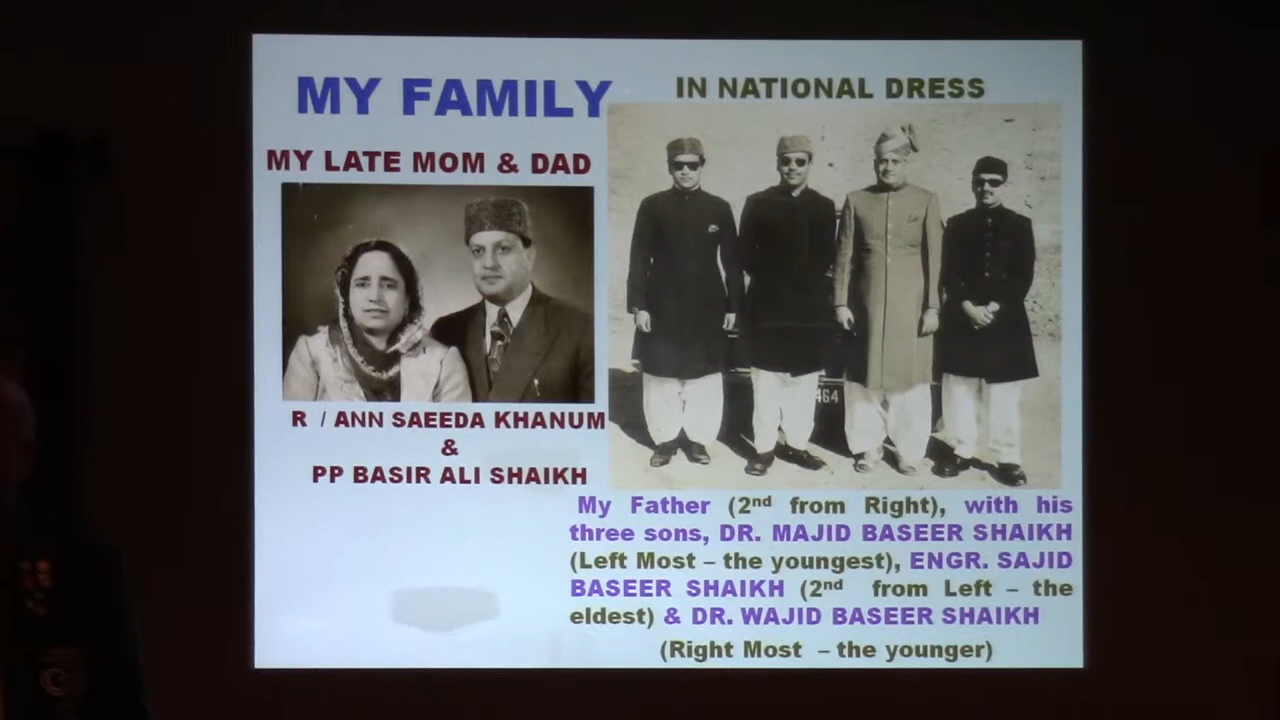 MY FAMILY
IN NATIONAL DRESS
MY LATE MOM & DAD
464
R / ANN SAEEDA KHANUM
&
PP BASIR ALI SHAIKH
My Father (2nd from Right), with his
three sons, DR. MAJID BASEER SHAIKH
(Left Most – the youngest), ENGR. SAJID
BASEER SHAIKH (2nd from Left – the
eldest) & DR. WAJID BASEER SHAIKH
(Right Most – the younger)